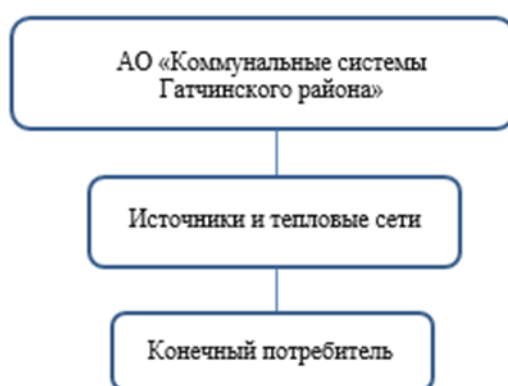 АО «Коммунальные системы
Гатчинского района»
Источники и тепловые сети
Конечный потребитель